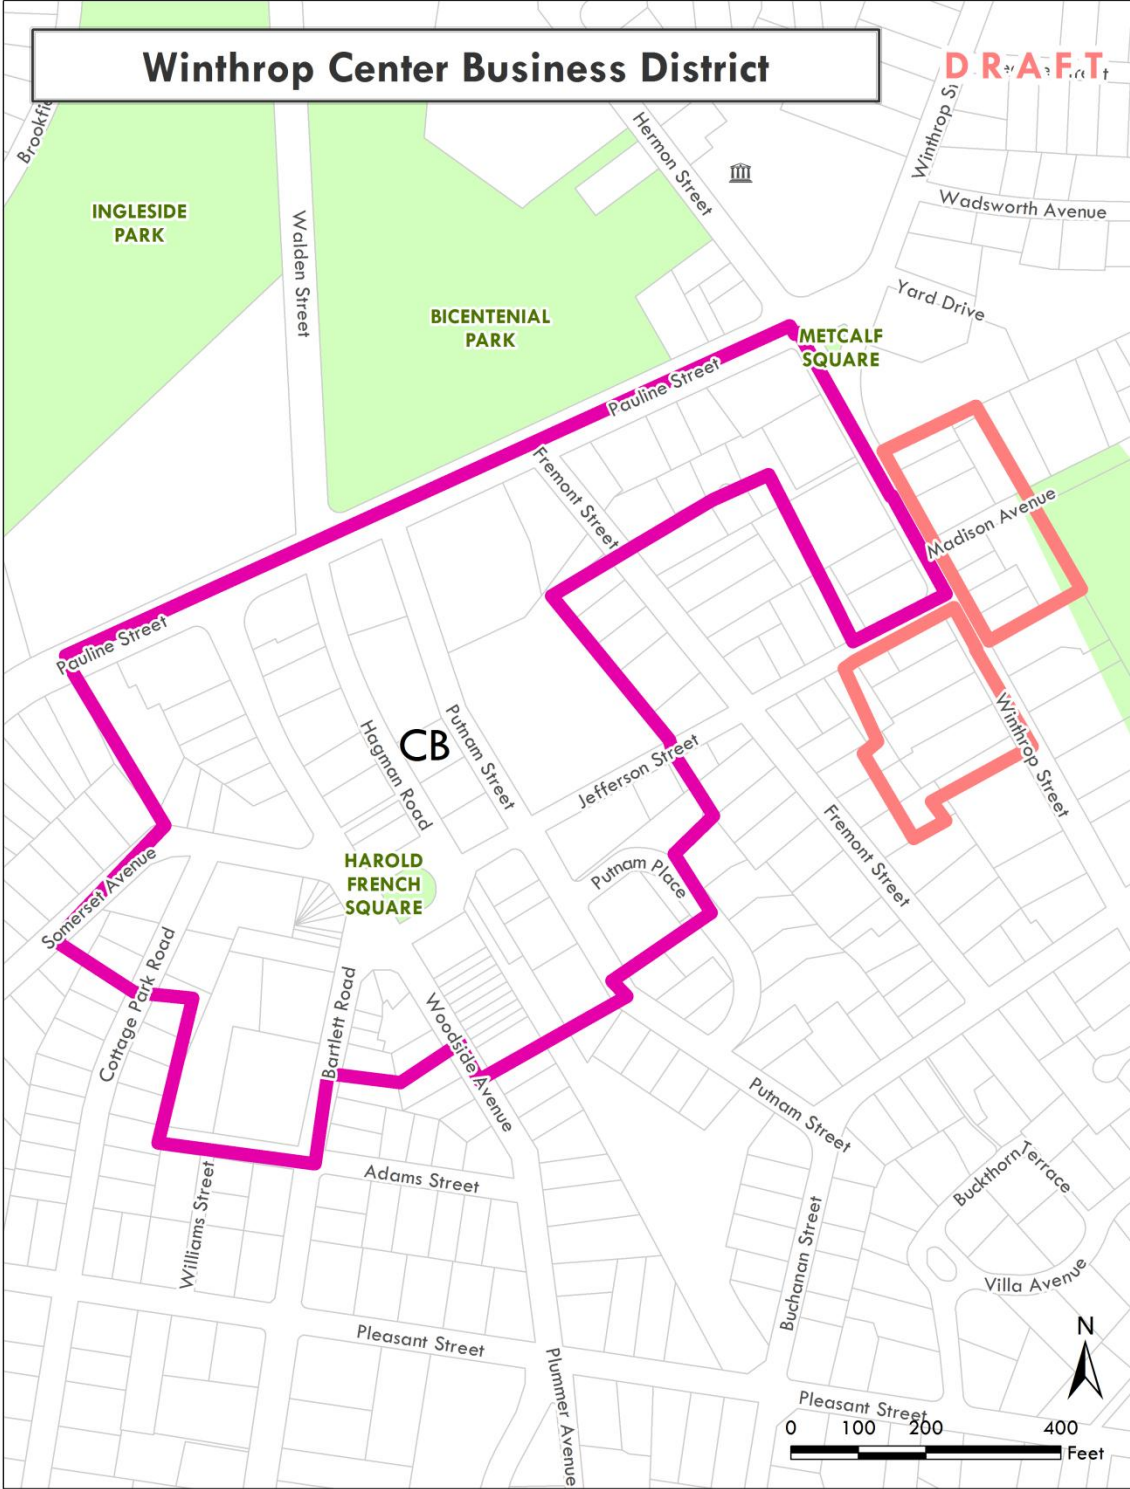 Winthrop Center Business District
D R A F T
Hermon Street
Wadsworth Avenue
INGLESIDE
PARK
Walden Street
Yard Drive
BICENTENIAL
PARK
METCALF
SQUARE
Pauline Street
Fremont Street
Madison Avenue
Pauline Street
Putnam Street
Hagman Road
CB
Winthrop Street
Jefferson Street
Fremont Street
HAROLD
FRENCH
SQUARE
Putnam Place
Somerset Avenue
Cottage Park Road
Bartlett Road
Woodside Avenue
Putnam Street
Adams Street
Williams Street
Buckthorn Terrace
Buchanan Street
Villa Avenue
Pleasant Street
Plummer Avenue
N
Pleasant Street
0 100 200 400
Feet